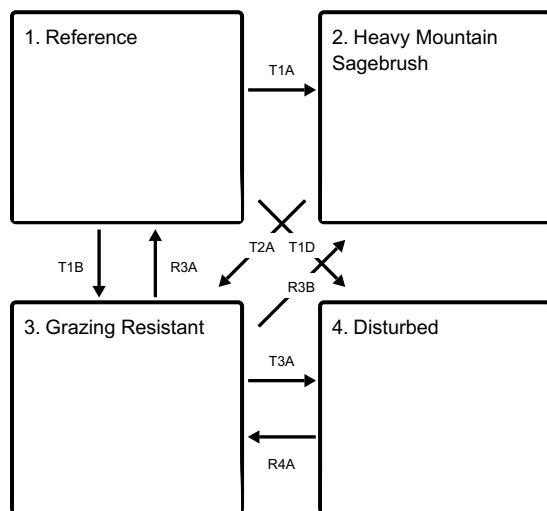 1. Reference
2. Heavy Mountain
Sagebrush
T1A
T1B
R3A
T2A
T1D
R3B
3. Grazing Resistant
4. Disturbed
T3A
R4A